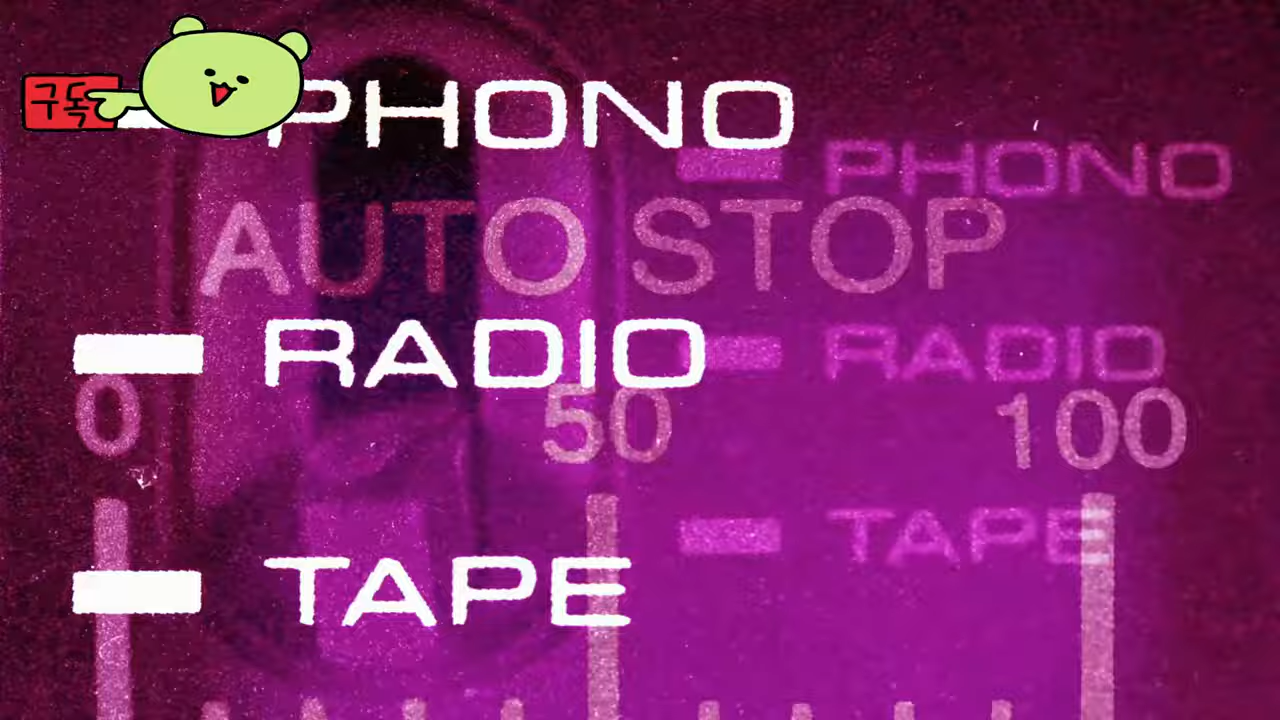 구독
PHONO
PHONO
AUTO STOP
RADIO
RADIO
0 50 100
TAPE
TAPE